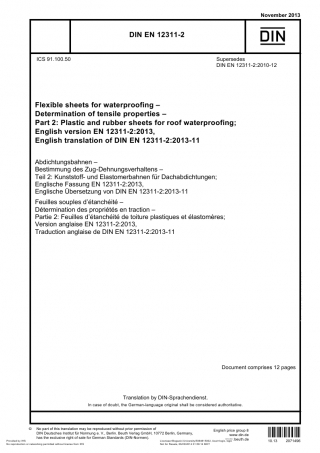 November 2013
DIN EN 12311-2
DIN
ICS 91.100.50
Supersedes
DIN EN 12311-2:2010-12
Flexible sheets for waterproofing –
Determination of tensile properties –
Part 2: Plastic and rubber sheets for roof waterproofing;
English version EN 12311-2:2013,
English translation of DIN EN 12311-2:2013-11
Abdichtungsbahnen –
Bestimmung des Zug-Dehnungsverhaltens –
Teil 2: Kunststoff- und Elastomerbahnen für Dachabdichtungen;
Englische Fassung EN 12311-2:2013,
Englische Übersetzung von DIN EN 12311-2:2013-11
Feuilles souples d'étanchéité –
Détermination des propriétés en traction –
Partie 2: Feuilles d'étanchéité de toiture plastiques et élastomères;
Version anglaise EN 12311-2:2013,
Traduction anglaise de DIN EN 12311-2:2013-11
Document comprises 12 pages
Translation by DIN-Sprachendienst.
In case of doubt, the German-language original shall be considered authoritative.
© No part of this translation may be reproduced without prior permission of
DIN Deutsches Institut für Normung e. V., Berlin. Beuth Verlag GmbH, 10772 Berlin, Germany,
has the exclusive right of sale for German Standards (DIN-Normen).
English price group 8
www.din.de
www.beuth.de